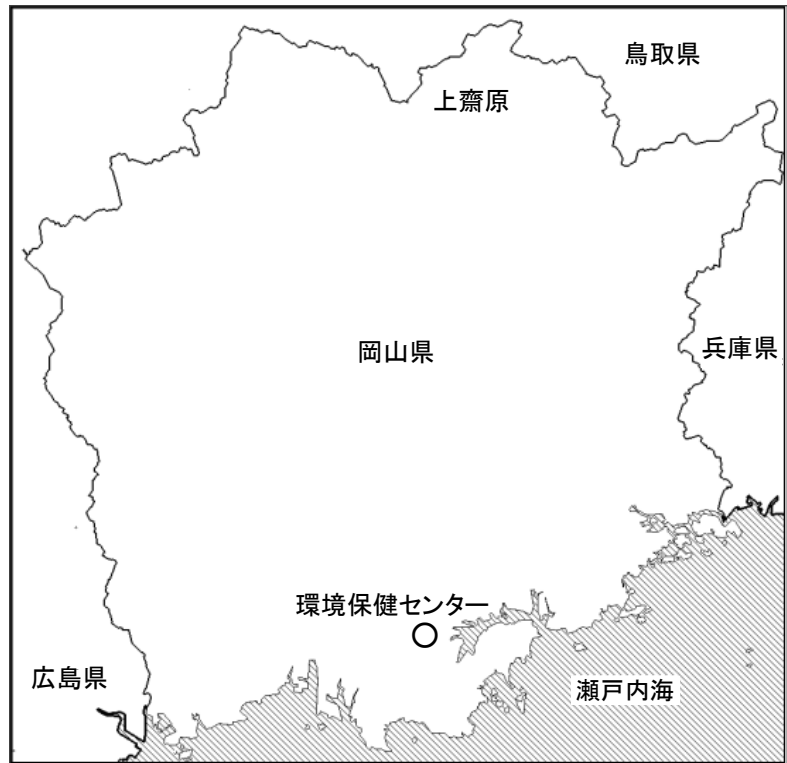 鳥取県
上齋原
岡山県
兵庫県
環境保健センター
広島県
瀬戸内海